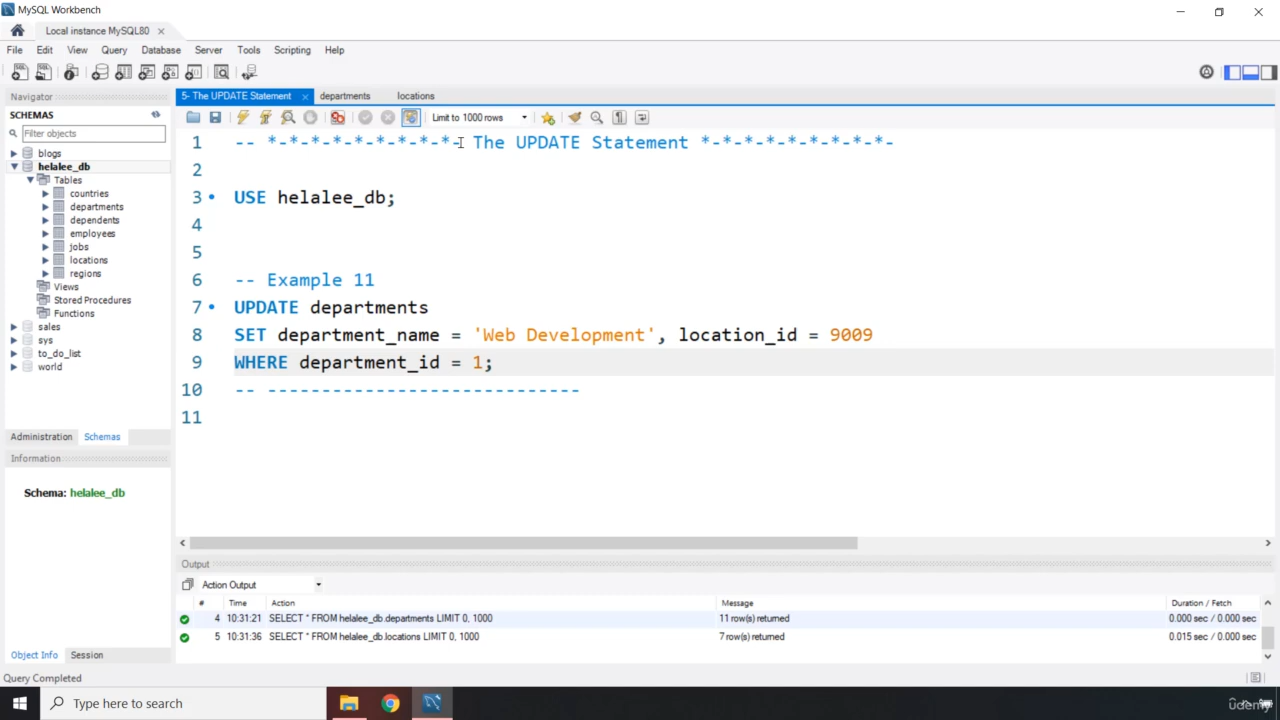 MySQL Workbench
Local instance MySQL80
File Edit View Query Database Server Tools Scripting Help
Navigator
SCHEMAS
Filter objects
blogs
helalee_db
Tables
countries
departments
dependents
employees
jobs
locations
regions
Views
Stored Procedures
Functions
sales
sys
to_do_list
world
Administration Schemas
Information
Schema: helalee_db
Object Info Session
5- The UPDATE Statement departments locations
Limit to 1000 rows
1 -- *-*-*-*-*-*-*-*-*- The UPDATE Statement *-*-*-*-*-*-*-*-*-
2
3 USE helalee_db;
4
5
6 -- Example 11
7 UPDATE departments
8 SET department_name = 'Web Development', location_id = 9009
9 WHERE department_id = 1;
10 -- -----------------------------
11
Output
Action Output
# Time Action Message Duration / Fetch
4 10:31:21 SELECT * FROM helalee_db.departments LIMIT 0, 1000 11 row(s) returned 0.000 sec / 0.000 sec
5 10:31:36 SELECT * FROM helalee_db.locations LIMIT 0, 1000 7 row(s) returned 0.015 sec / 0.000 sec
Query Completed
Type here to search
udemy